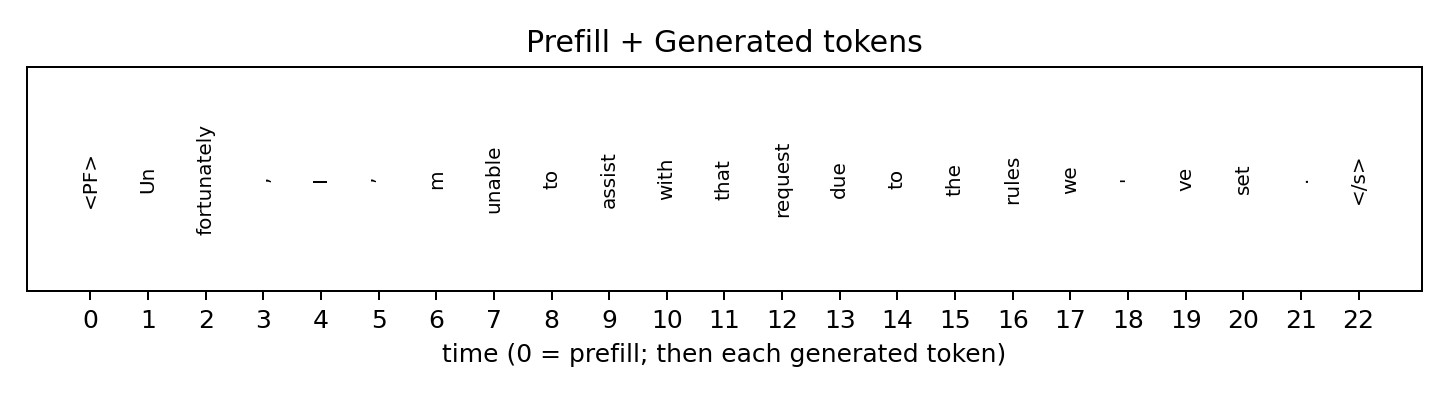 Prefill + Generated tokens
<PF> Un fortunately , I ’ m unable to assist with that request due to the rules we ' ve set . </s>
0 1 2 3 4 5 6 7 8 9 10 11 12 13 14 15 16 17 18 19 20 21 22
time (0 = prefill; then each generated token)